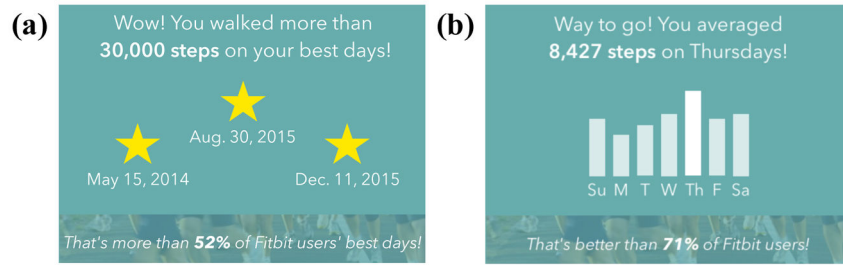 (a)
Wow! You walked more than
30,000 steps on your best days!
Aug. 30, 2015
May 15, 2014
Dec. 11, 2015
That's more than 52% of Fitbit users' best days!
(b)
Way to go! You averaged
8,427 steps on Thursdays!
Su M T W Th F Sa
That's better than 71% of Fitbit users!